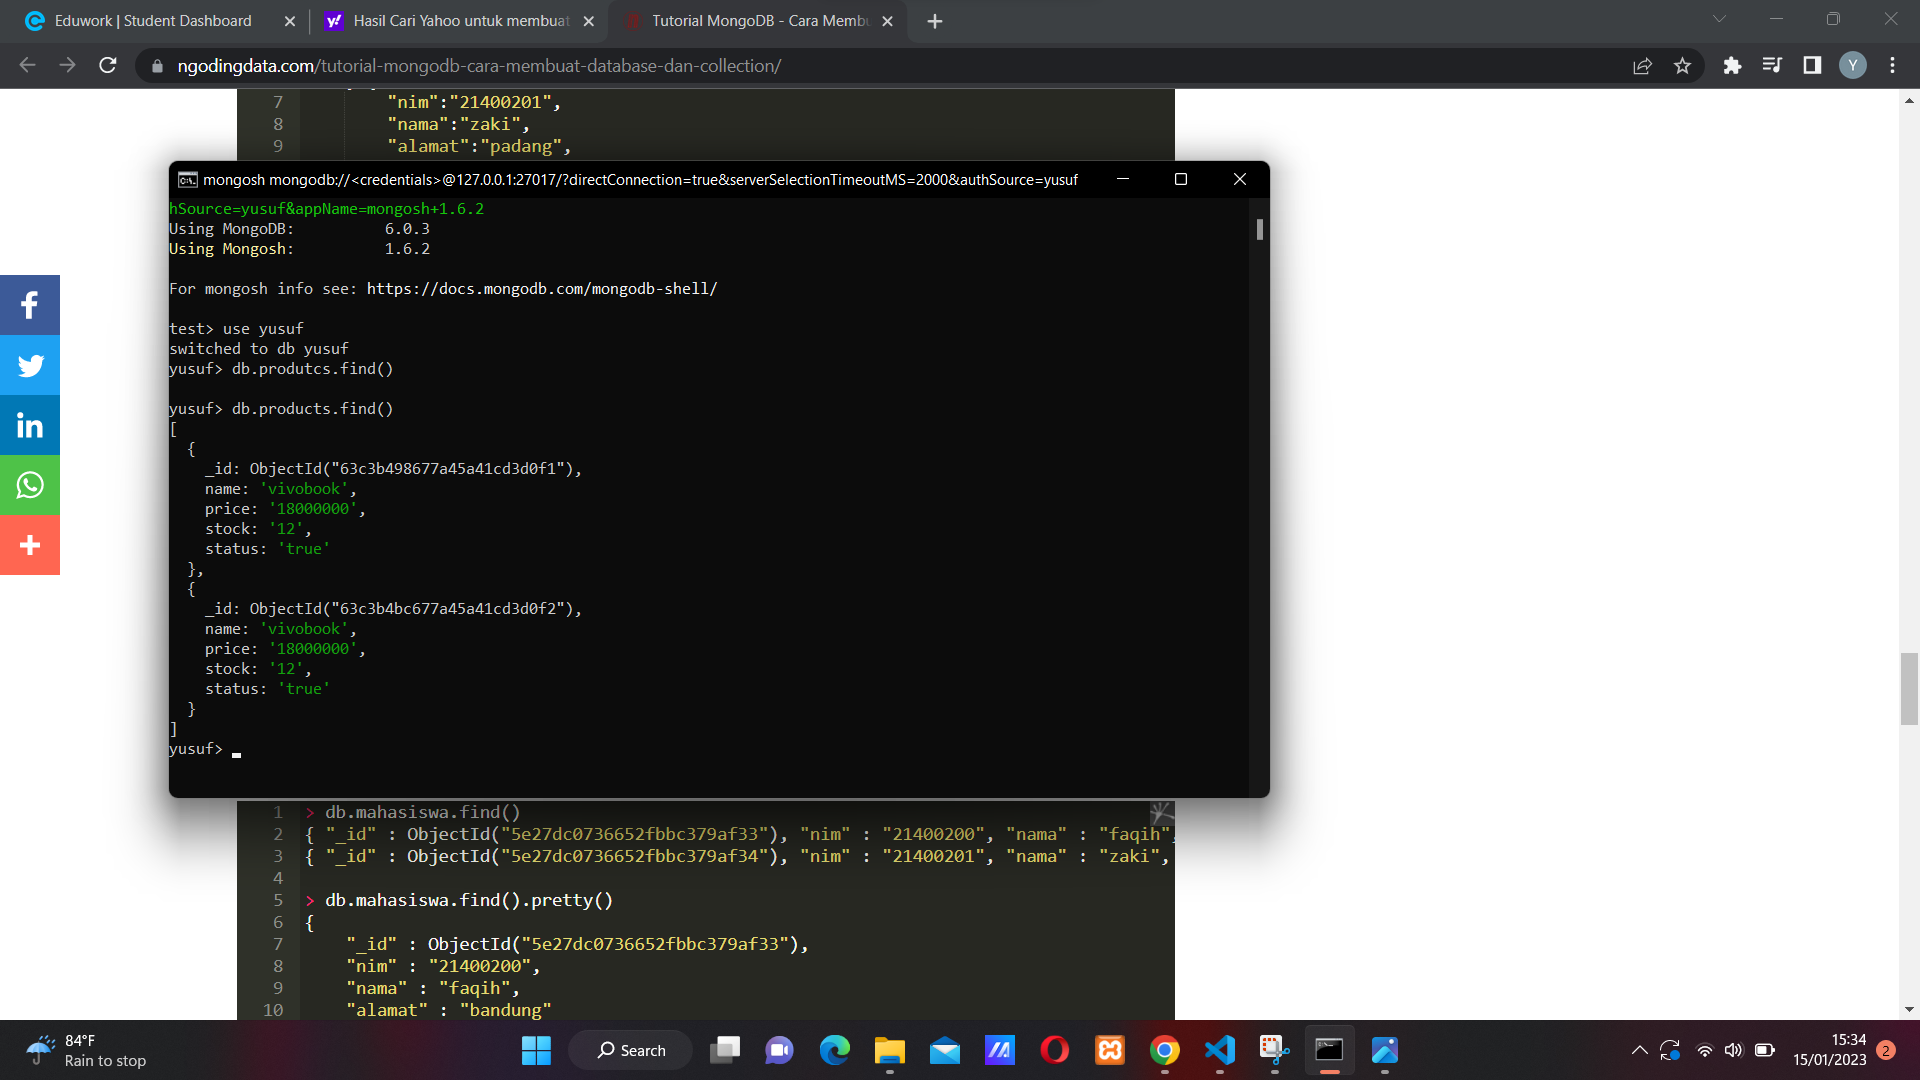 Eduwork | Student Dashboard
Hasil Cari Yahoo untuk membuat
Tutorial MongoDB - Cara Membu
ngodingdata.com/tutorial-mongodb-cara-membuat-database-dan-collection/
Y
7 "nim":"21400201",
8 "nama":"zaki",
9 "alamat":"padang",
mongosh mongodb://<credentials>@127.0.0.1:27017/?directConnection=true&serverSelectionTimeoutMS=2000&authSource=yusuf
hSource=yusuf&appName=mongosh+1.6.2
Using MongoDB: 6.0.3
Using Mongosh: 1.6.2
For mongosh info see: https://docs.mongodb.com/mongodb-shell/
test> use yusuf
switched to db yusuf
yusuf> db.produtcs.find()
yusuf> db.products.find()
[
{
_id: ObjectId("63c3b498677a45a41cd3d0f1"),
name: 'vivobook',
price: '18000000',
stock: '12',
status: 'true'
},
{
_id: ObjectId("63c3b4bc677a45a41cd3d0f2"),
name: 'vivobook',
price: '18000000',
stock: '12',
status: 'true'
}
]
yusuf>
1 > db.mahasiswa.find()
2 { "_id" : ObjectId("5e27dc0736652fbbc379af33"), "nim" : "21400200", "nama" : "faqih",
3 { "_id" : ObjectId("5e27dc0736652fbbc379af34"), "nim" : "21400201", "nama" : "zaki",
4
5 > db.mahasiswa.find().pretty()
6 {
7 "_id" : ObjectId("5e27dc0736652fbbc379af33"),
8 "nim" : "21400200",
9 "nama" : "faqih",
10 "alamat" : "bandung"
84°F
Rain to stop
Search
15:34
15/01/2023
2